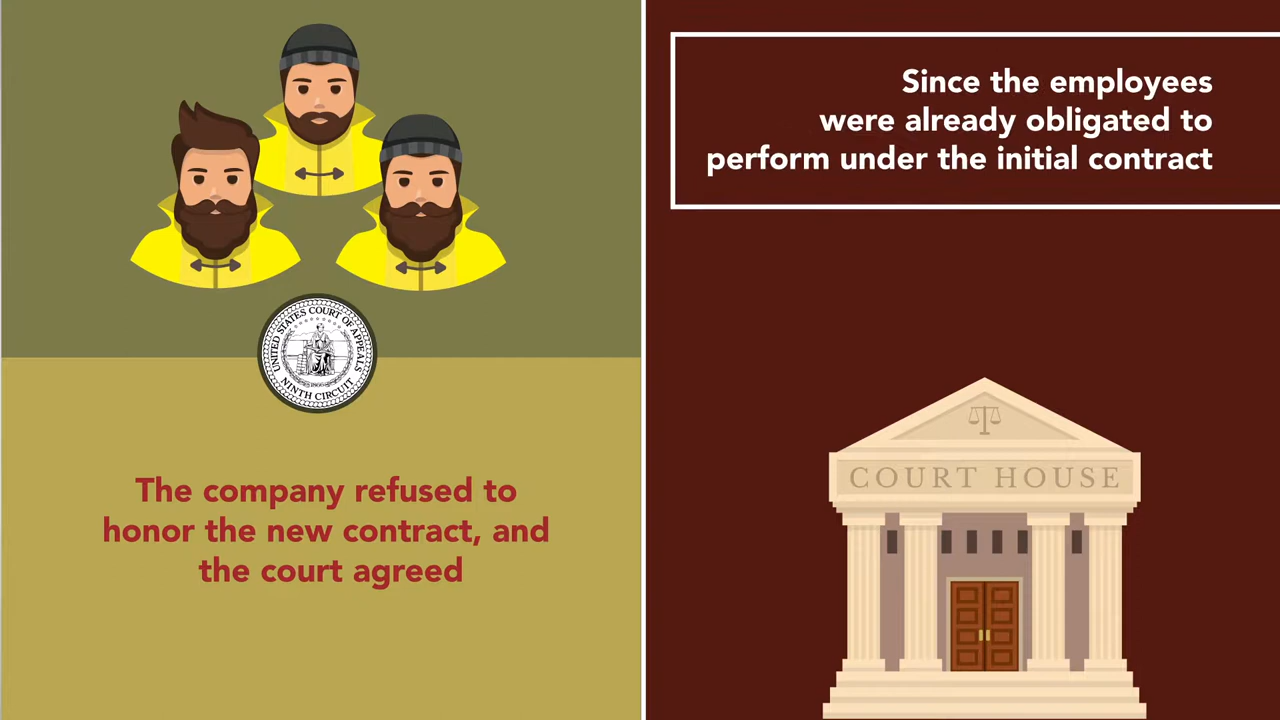 UNITED STATES COURT OF APPEALS
NINTH CIRCUIT
The company refused to
honor the new contract, and
the court agreed
Since the employees
were already obligated to
perform under the initial contract
COURT HOUSE